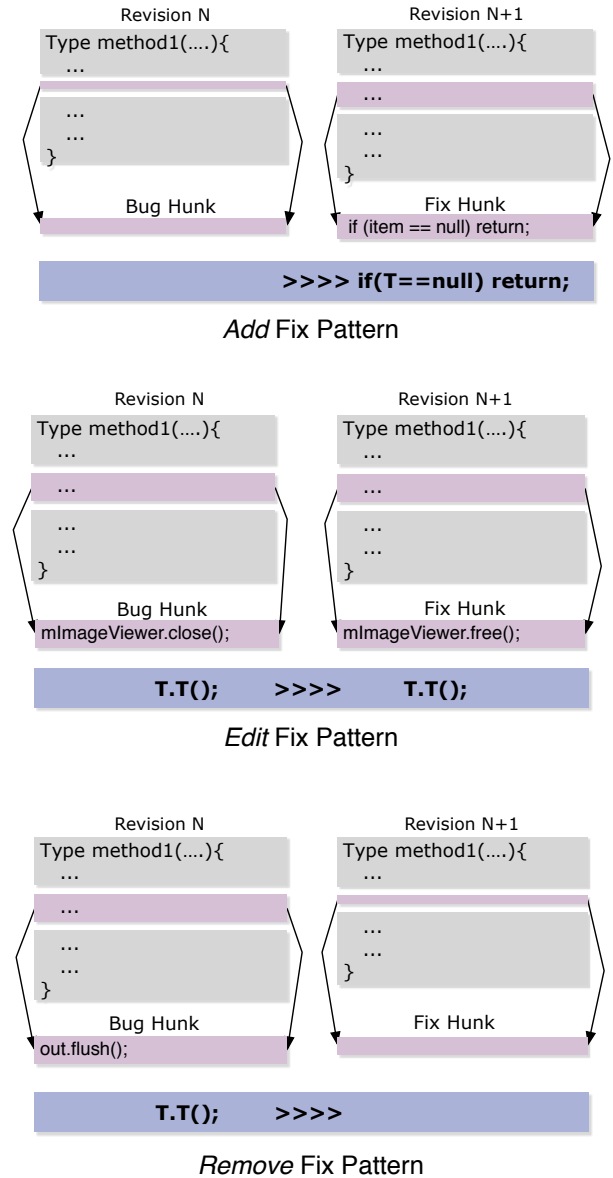 Revision N Revision N+1
Type method1(....){ Type method1(....){
... ...
...
... ...
... ...
} }
Bug Hunk Fix Hunk
if (item == null) return;
>>>> if(T==null) return;
Add Fix Pattern
Revision N Revision N+1
Type method1(....){ Type method1(....){
... ...
... ...
... ...
... ...
} }
Bug Hunk Fix Hunk
mImageViewer.close(); mImageViewer.free();
T.T(); >>>> T.T();
Edit Fix Pattern
Revision N Revision N+1
Type method1(....){ Type method1(....){
... ...
...
... ...
... ...
} }
Bug Hunk Fix Hunk
out.flush();
T.T(); >>>>
Remove Fix Pattern